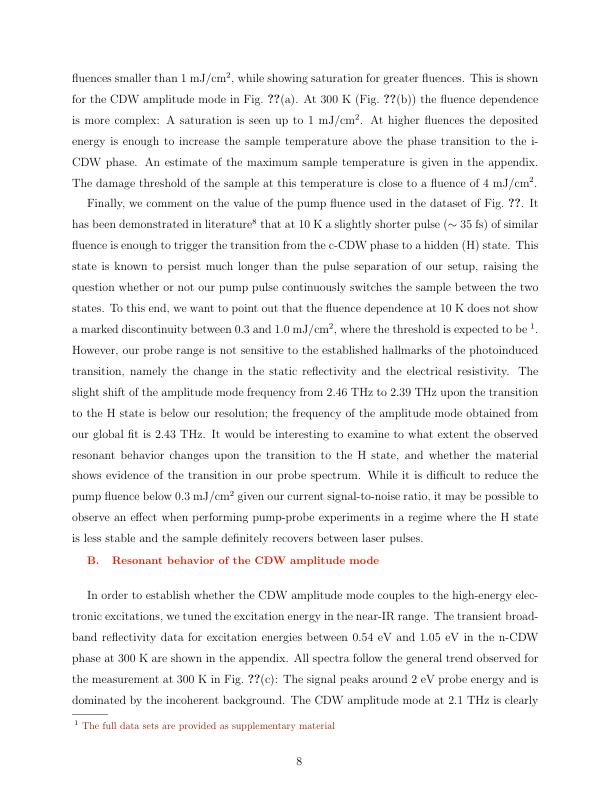 fluences smaller than 1 mJ/cm², while showing saturation for greater fluences. This is shown
for the CDW amplitude mode in Fig. ??(a). At 300 K (Fig. ??(b)) the fluence dependence
is more complex: A saturation is seen up to 1 mJ/cm². At higher fluences the deposited
energy is enough to increase the sample temperature above the phase transition to the i-
CDW phase. An estimate of the maximum sample temperature is given in the appendix.
The damage threshold of the sample at this temperature is close to a fluence of 4 mJ/cm².
Finally, we comment on the value of the pump fluence used in the dataset of Fig. ??. It
has been demonstrated in literature⁸ that at 10 K a slightly shorter pulse (∼ 35 fs) of similar
fluence is enough to trigger the transition from the c-CDW phase to a hidden (H) state. This
state is known to persist much longer than the pulse separation of our setup, raising the
question whether or not our pump pulse continuously switches the sample between the two
states. To this end, we want to point out that the fluence dependence at 10 K does not show
a marked discontinuity between 0.3 and 1.0 mJ/cm², where the threshold is expected to be ¹.
However, our probe range is not sensitive to the established hallmarks of the photoinduced
transition, namely the change in the static reflectivity and the electrical resistivity. The
slight shift of the amplitude mode frequency from 2.46 THz to 2.39 THz upon the transition
to the H state is below our resolution; the frequency of the amplitude mode obtained from
our global fit is 2.43 THz. It would be interesting to examine to what extent the observed
resonant behavior changes upon the transition to the H state, and whether the material
shows evidence of the transition in our probe spectrum. While it is difficult to reduce the
pump fluence below 0.3 mJ/cm² given our current signal-to-noise ratio, it may be possible to
observe an effect when performing pump-probe experiments in a regime where the H state
is less stable and the sample definitely recovers between laser pulses.
B. Resonant behavior of the CDW amplitude mode
In order to establish whether the CDW amplitude mode couples to the high-energy elec-
tronic excitations, we tuned the excitation energy in the near-IR range. The transient broad-
band reflectivity data for excitation energies between 0.54 eV and 1.05 eV in the n-CDW
phase at 300 K are shown in the appendix. All spectra follow the general trend observed for
the measurement at 300 K in Fig. ??(c): The signal peaks around 2 eV probe energy and is
dominated by the incoherent background. The CDW amplitude mode at 2.1 THz is clearly
¹ The full data sets are provided as supplementary material
8